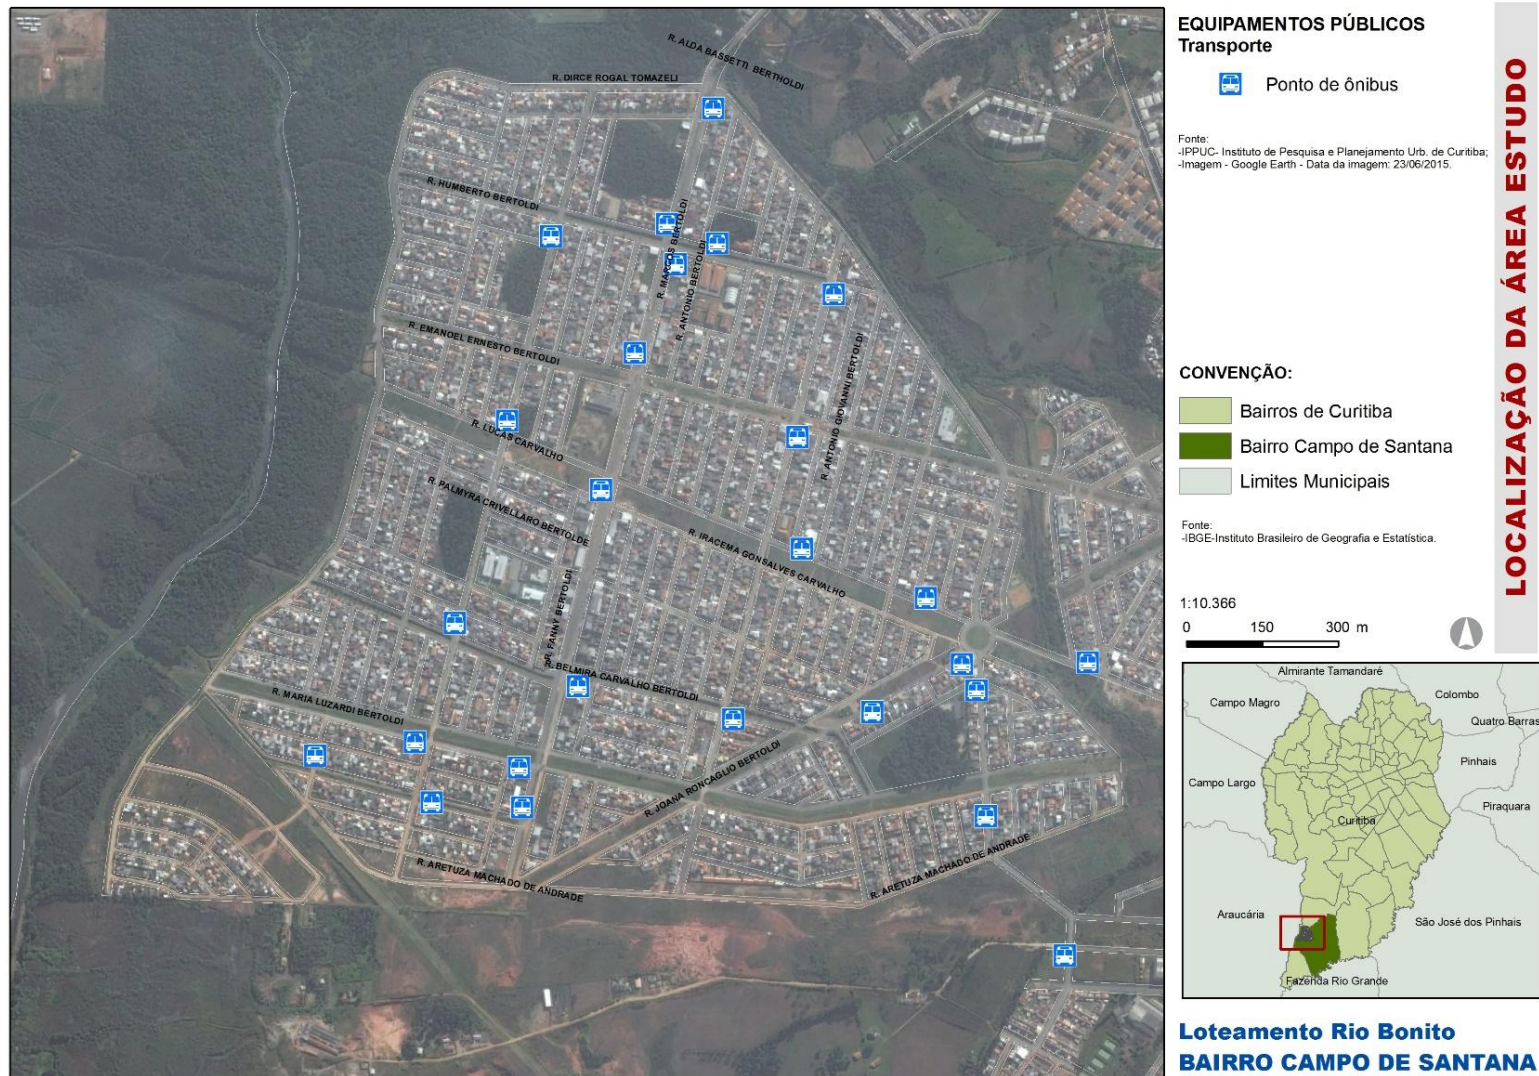 R. ALDA BASSETTI BERTHOLDI
R. DIRCE ROGAL TOMAZELI
R. HUMBERTO BERTOLDI
R. MARCOS BERTOLDI
R. ANTONIO BERTOLDI
R. EMANOEL ERNESTO BERTOLDI
R. ANTONIO GIOVANNI BERTOLDI
R. LUCAS CARVALHO
R. PALMYRA CRIVELLARO BERTOLDE
R. IRACEMA GONSALVES CARVALHO
R. FANNY BERTOLDI
R. BELMIRA CARVALHO BERTOLDI
R. MARIA LUZARDI BERTOLDI
R. JOANA RONCAGLIO BERTOLDI
R. ARETUZA MACHADO DE ANDRADE
R. ARETUZA MACHADO DE ANDRADE
EQUIPAMENTOS PÚBLICOS
Transporte
Ponto de ônibus
Fonte:
-IPPUC- Instituto de Pesquisa e Planejamento Urb. de Curitiba;
-Imagem - Google Earth - Data da imagem: 23/06/2015.
CONVENÇÃO:
Bairros de Curitiba
Bairro Campo de Santana
Limites Municipais
Fonte:
-IBGE-Instituto Brasileiro de Geografia e Estatística.
1:10.366
0 150 300 m
LOCALIZAÇÃO DA ÁREA ESTUDO
Almirante Tamandaré
Campo Magro
Colombo
Quatro Barras
Pinhais
Campo Largo
Piraquara
Curitiba
Araucária
São José dos Pinhais
Fazenda Rio Grande
Loteamento Rio Bonito
BAIRRO CAMPO DE SANTANA